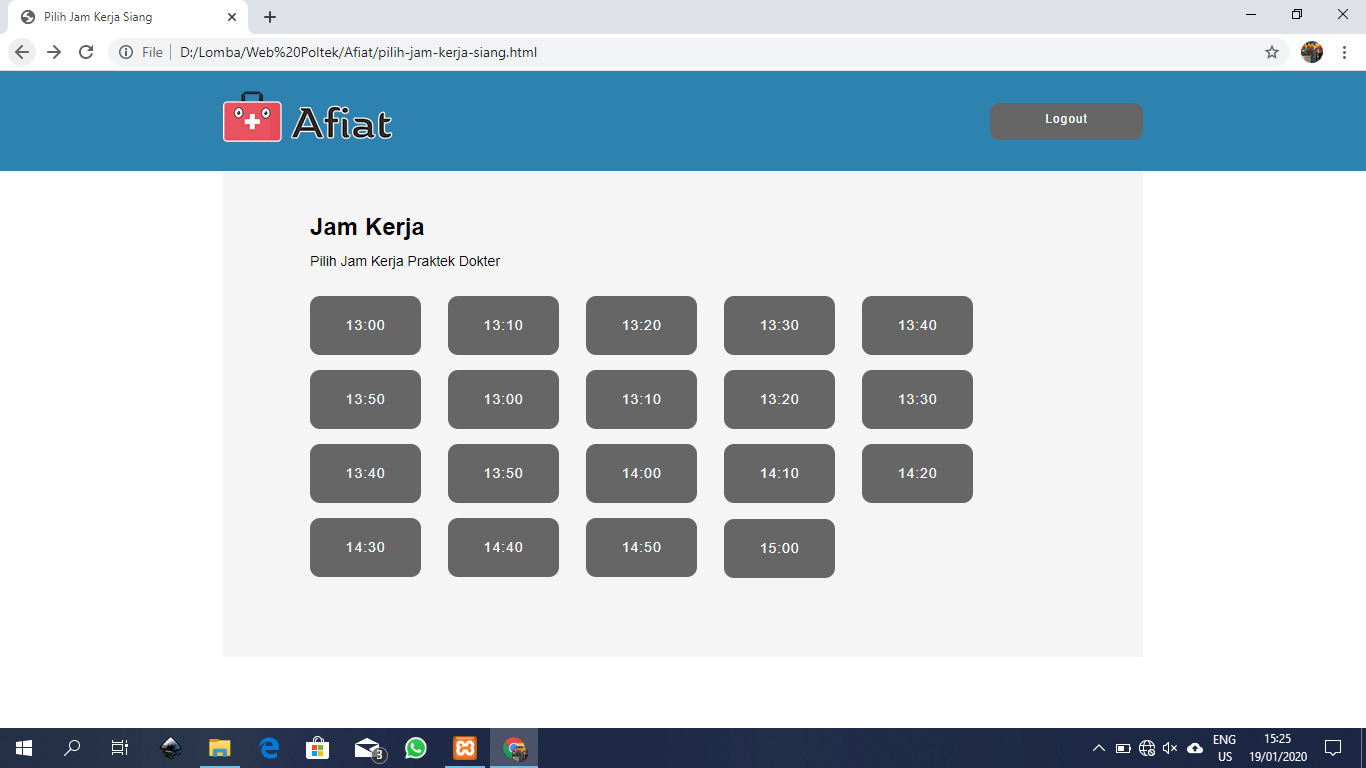 Pilih Jam Kerja Siang
File
D:/Lomba/Web%20Poltek/Afiat/pilih-jam-kerja-siang.html
Afiat
Logout
Jam Kerja
Pilih Jam Kerja Praktek Dokter
13:00 13:10 13:20 13:30 13:40
13:50 13:00 13:10 13:20 13:30
13:40 13:50 14:00 14:10 14:20
14:30 14:40 14:50 15:00
3
ENG 15:25
US 19/01/2020